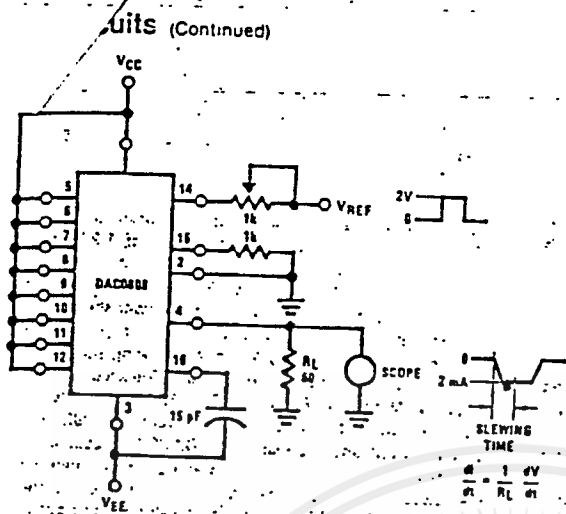 uits (Continued)
VCC
5
6
7
8
9
10
11
12
DAC0808
14
1k
VREF
15
1k
2
4
16
RL
50
SCOPE
15 pF
3
VEE
2V
0
0
2 mA
SLEWING
TIME
di/dt = 1/RL dV/dt